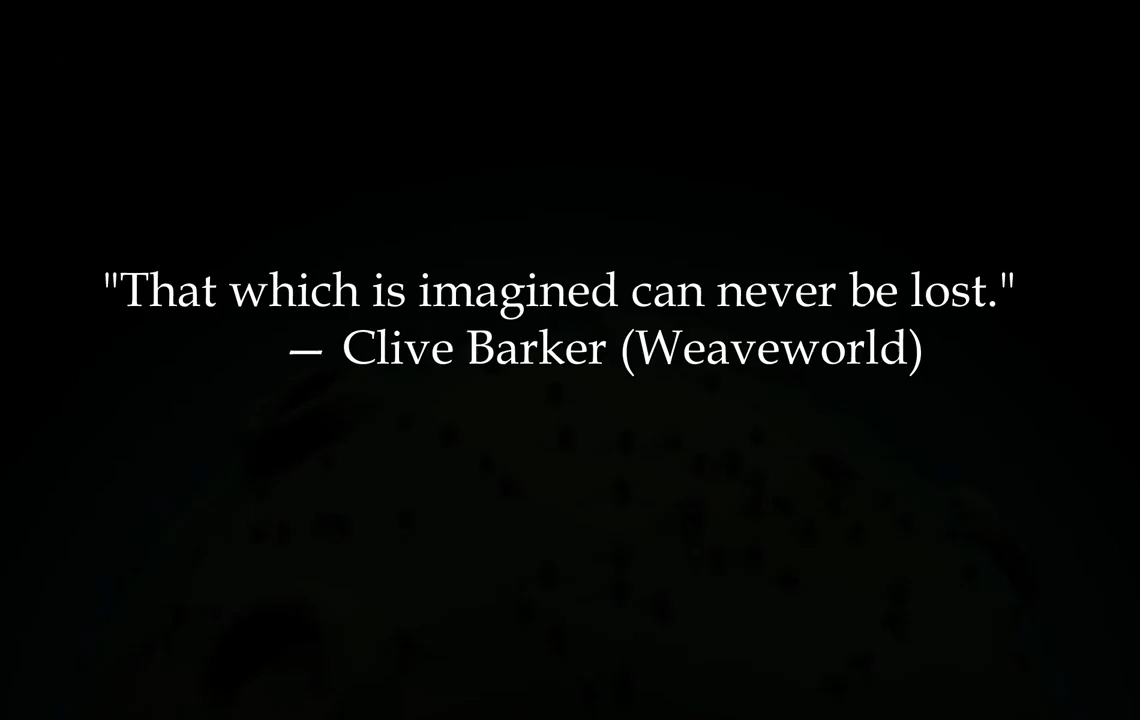 "That which is imagined can never be lost."
— Clive Barker (Weaveworld)